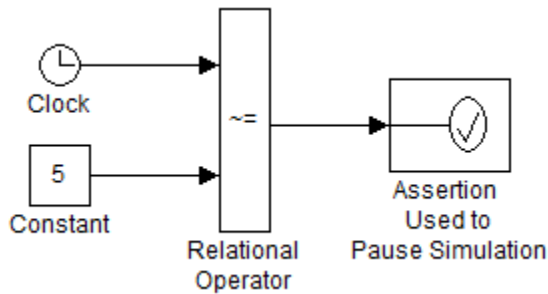 Clock
5
Constant
~=
Relational
Operator
Assertion
Used to
Pause Simulation